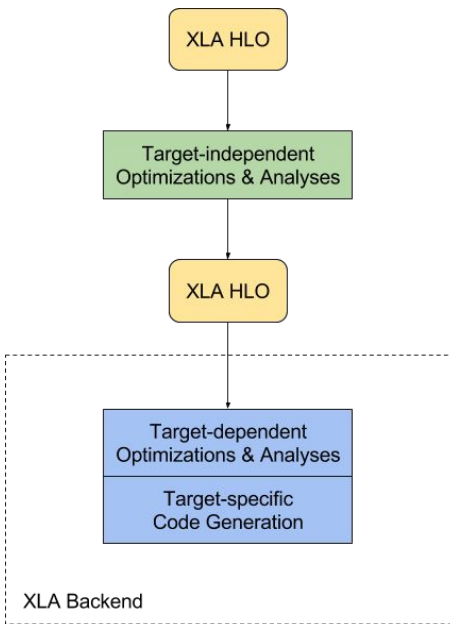 XLA HLO
Target-independent
Optimizations & Analyses
XLA HLO
Target-dependent
Optimizations & Analyses
Target-specific
Code Generation
XLA Backend